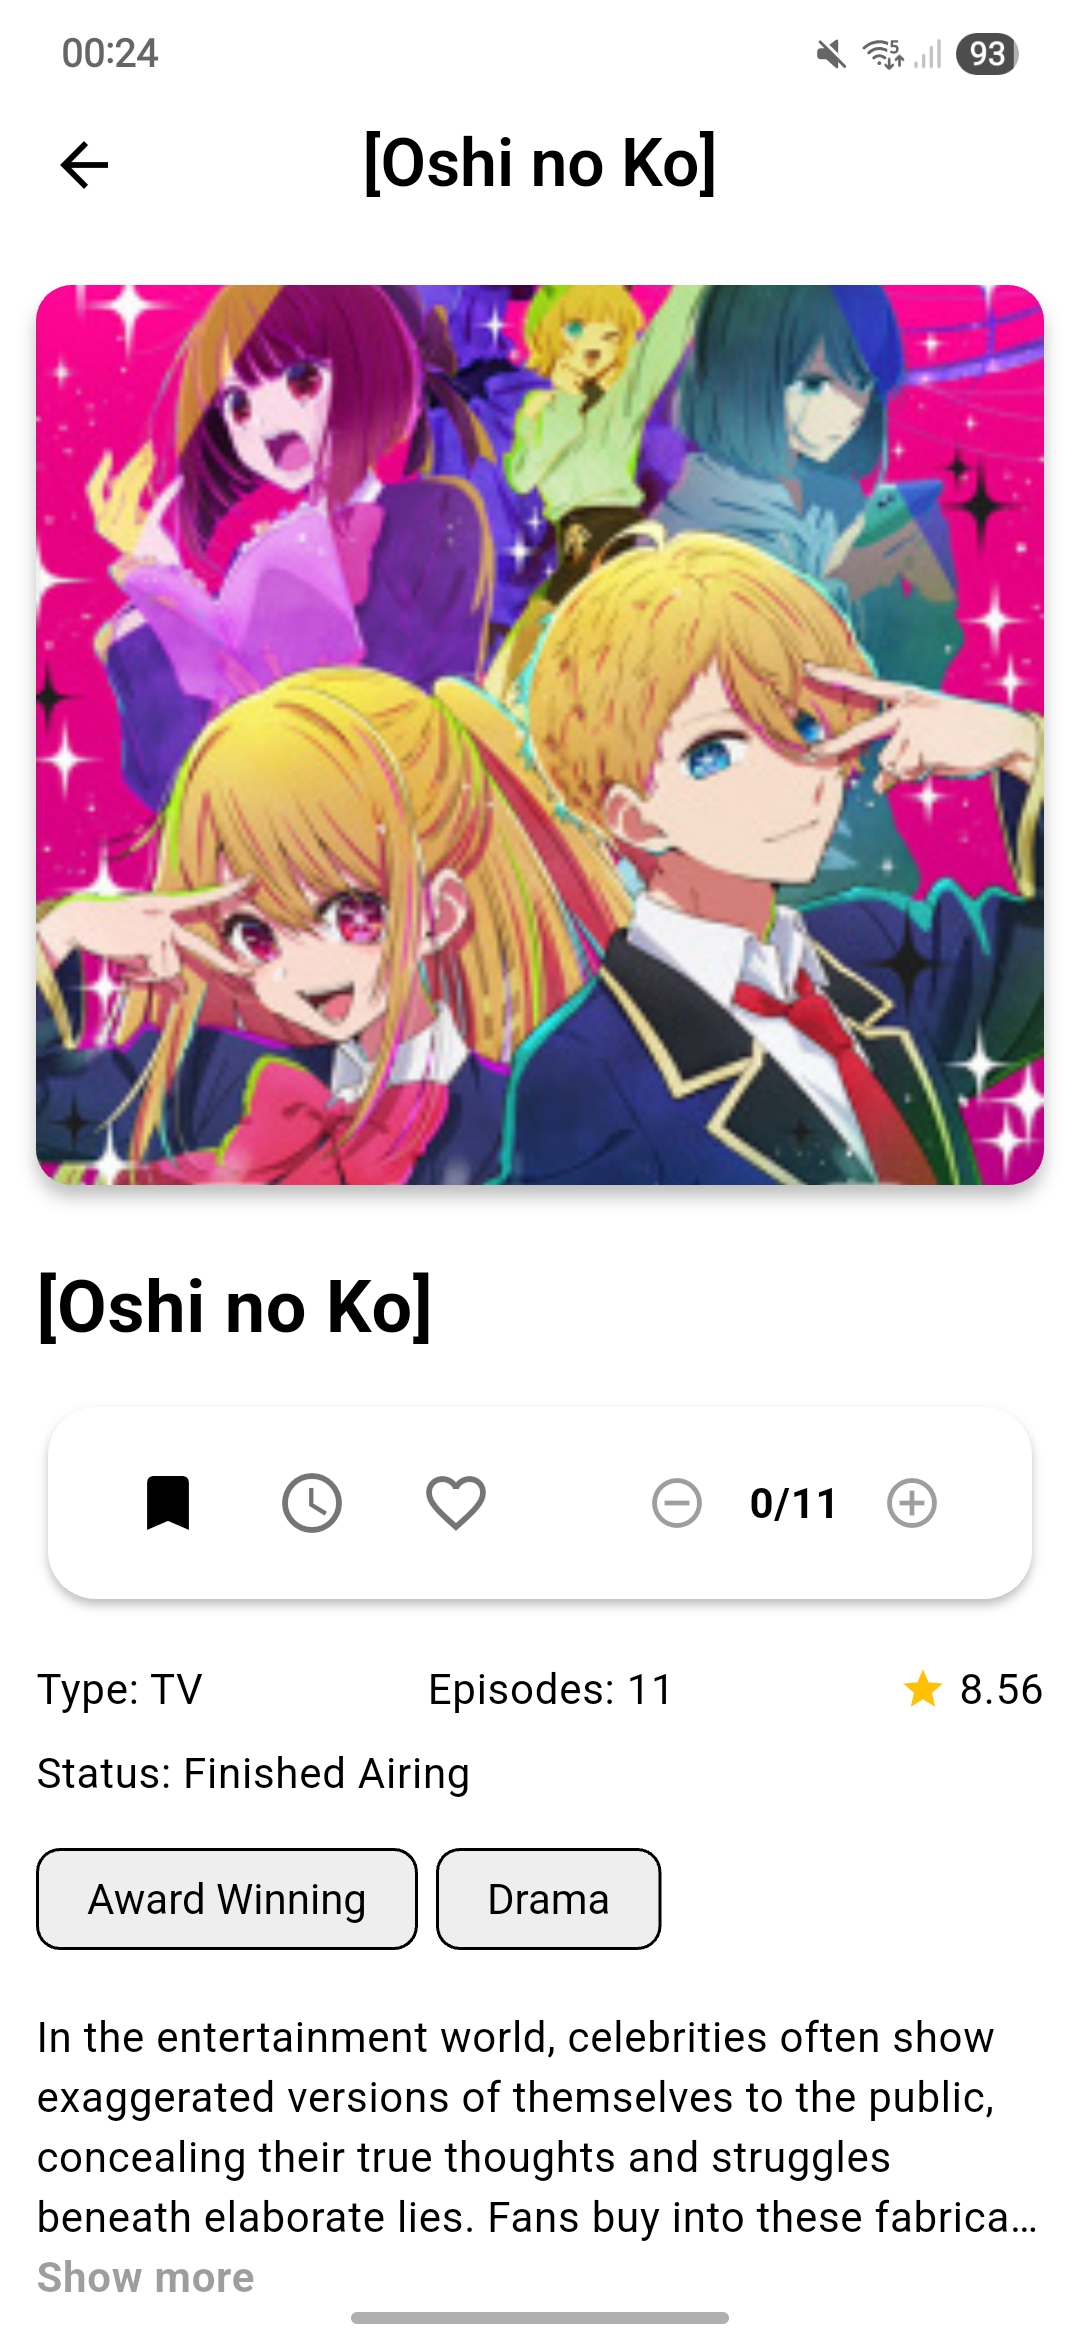 00:24
5
93
[Oshi no Ko]
[Oshi no Ko]
0/11
Type: TV
Episodes: 11
8.56
Status: Finished Airing
Award Winning
Drama
In the entertainment world, celebrities often show
exaggerated versions of themselves to the public,
concealing their true thoughts and struggles
beneath elaborate lies. Fans buy into these fabrica…
Show more